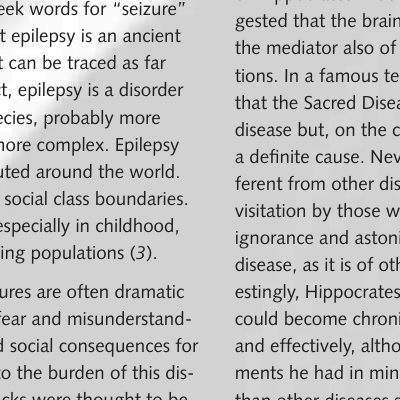 eek words for “seizure”
t epilepsy is an ancient
t can be traced as far
ct, epilepsy is a disorder
ecies, probably more
more complex. Epilepsy
uted around the world.
social class boundaries.
especially in childhood,
ing populations (3).
ures are often dramatic
fear and misunderstand-
d social consequences for
to the burden of this dis-
cks were thought to be
gested that the brain
the mediator also of
tions. In a famous te
that the Sacred Disea
disease but, on the c
a definite cause. Nev
ferent from other dis
visitation by those w
ignorance and astoni
disease, as it is of oth
estingly, Hippocrates
could become chroni
and effectively, altho
ments he had in min
than other diseases